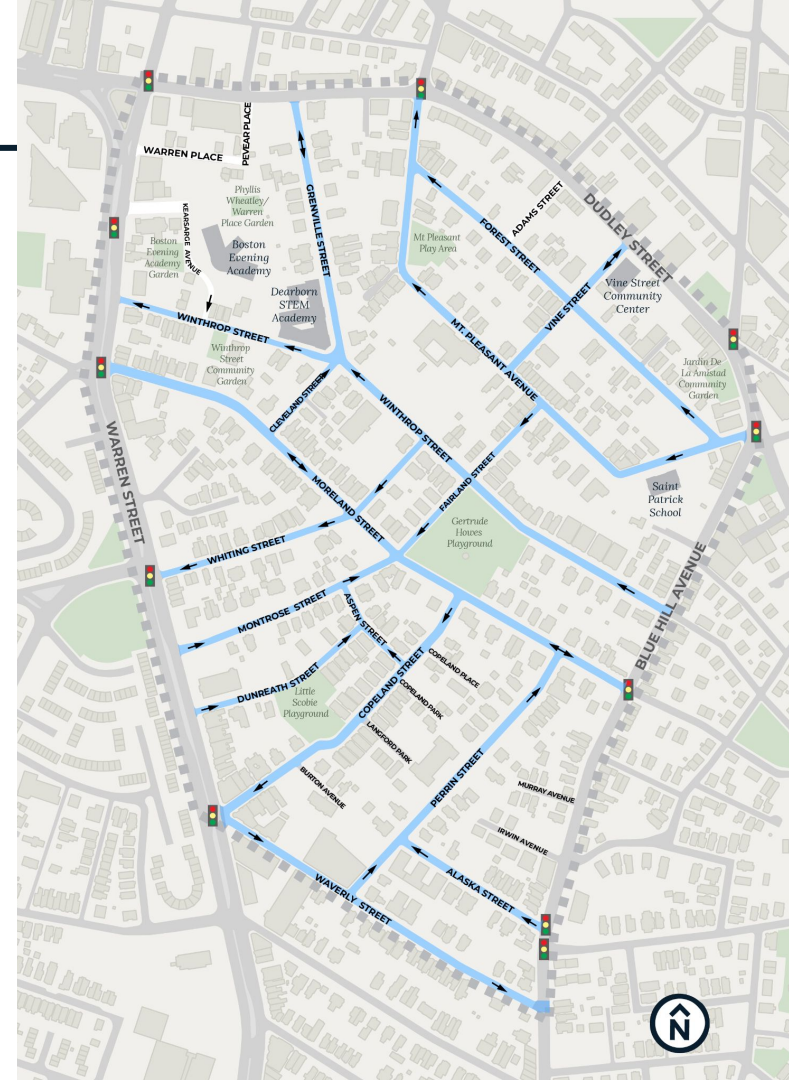 PEVEAR PLACE
WARREN PLACE
Phyllis
Wheatley/
Warren
Place Garden
GRENVILLE STREET
ADAMS STREET
DUDLEY STREET
KEARSARGE AVENUE
Boston
Evening
Academy
Garden
Boston
Evening
Academy
Mt Pleasant
Play Area
FOREST STREET
Vine Street
Community
Center
Dearborn
STEM
Academy
VINE STREET
WINTHROP STREET
MT. PLEASANT AVENUE
Winthrop
Street
Community
Garden
Jardin De
La Amistad
Community
Garden
CLEVELAND STREET
WINTHROP STREET
WARREN STREET
MORELAND STREET
FAIRLAND STREET
Saint
Patrick
School
Gertrude
Howes
Playground
WHITING STREET
BLUE HILL AVENUE
MONTROSE STREET
ASPEN STREET
COPELAND PLACE
DUNREATH STREET
COPELAND STREET
COPELAND PARK
Little
Scobie
Playground
LANGFORD PARK
PERRIN STREET
BURTON AVENUE
MURRAY AVENUE
IRWIN AVENUE
ALASKA STREET
WAVERLY STREET
N